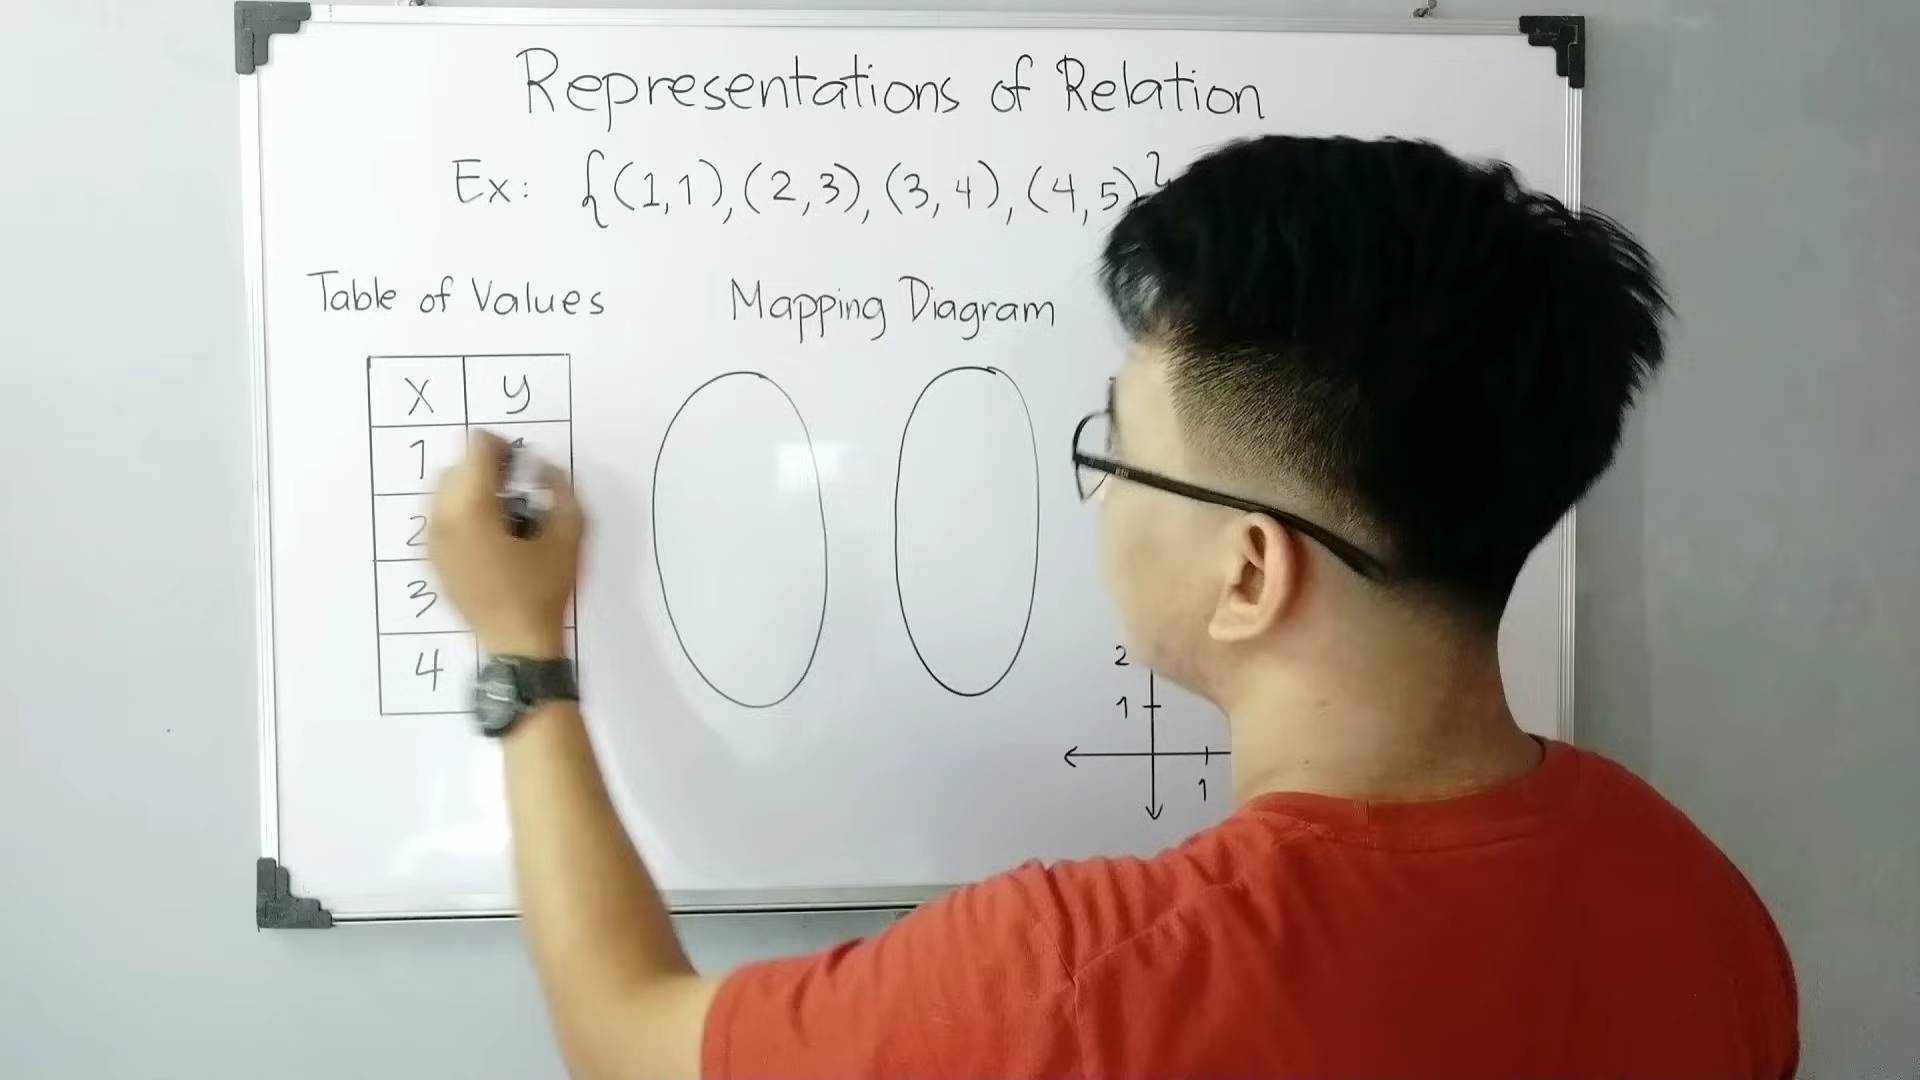 Representations of Relation
Ex: {(1,1),(2,3),(3,4),(4,5)}
Table of Values
Mapping Diagram
x y
1
2
3
4
2
1
1